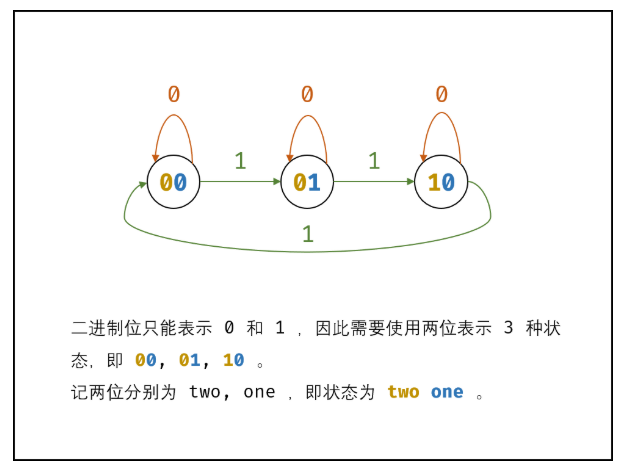 0 0 0
1 1
00 01 10
1
二进制位只能表示 0 和 1 ，因此需要使用两位表示 3 种状
态，即 00, 01, 10 。
记两位分别为 two, one ，即状态为 two one 。